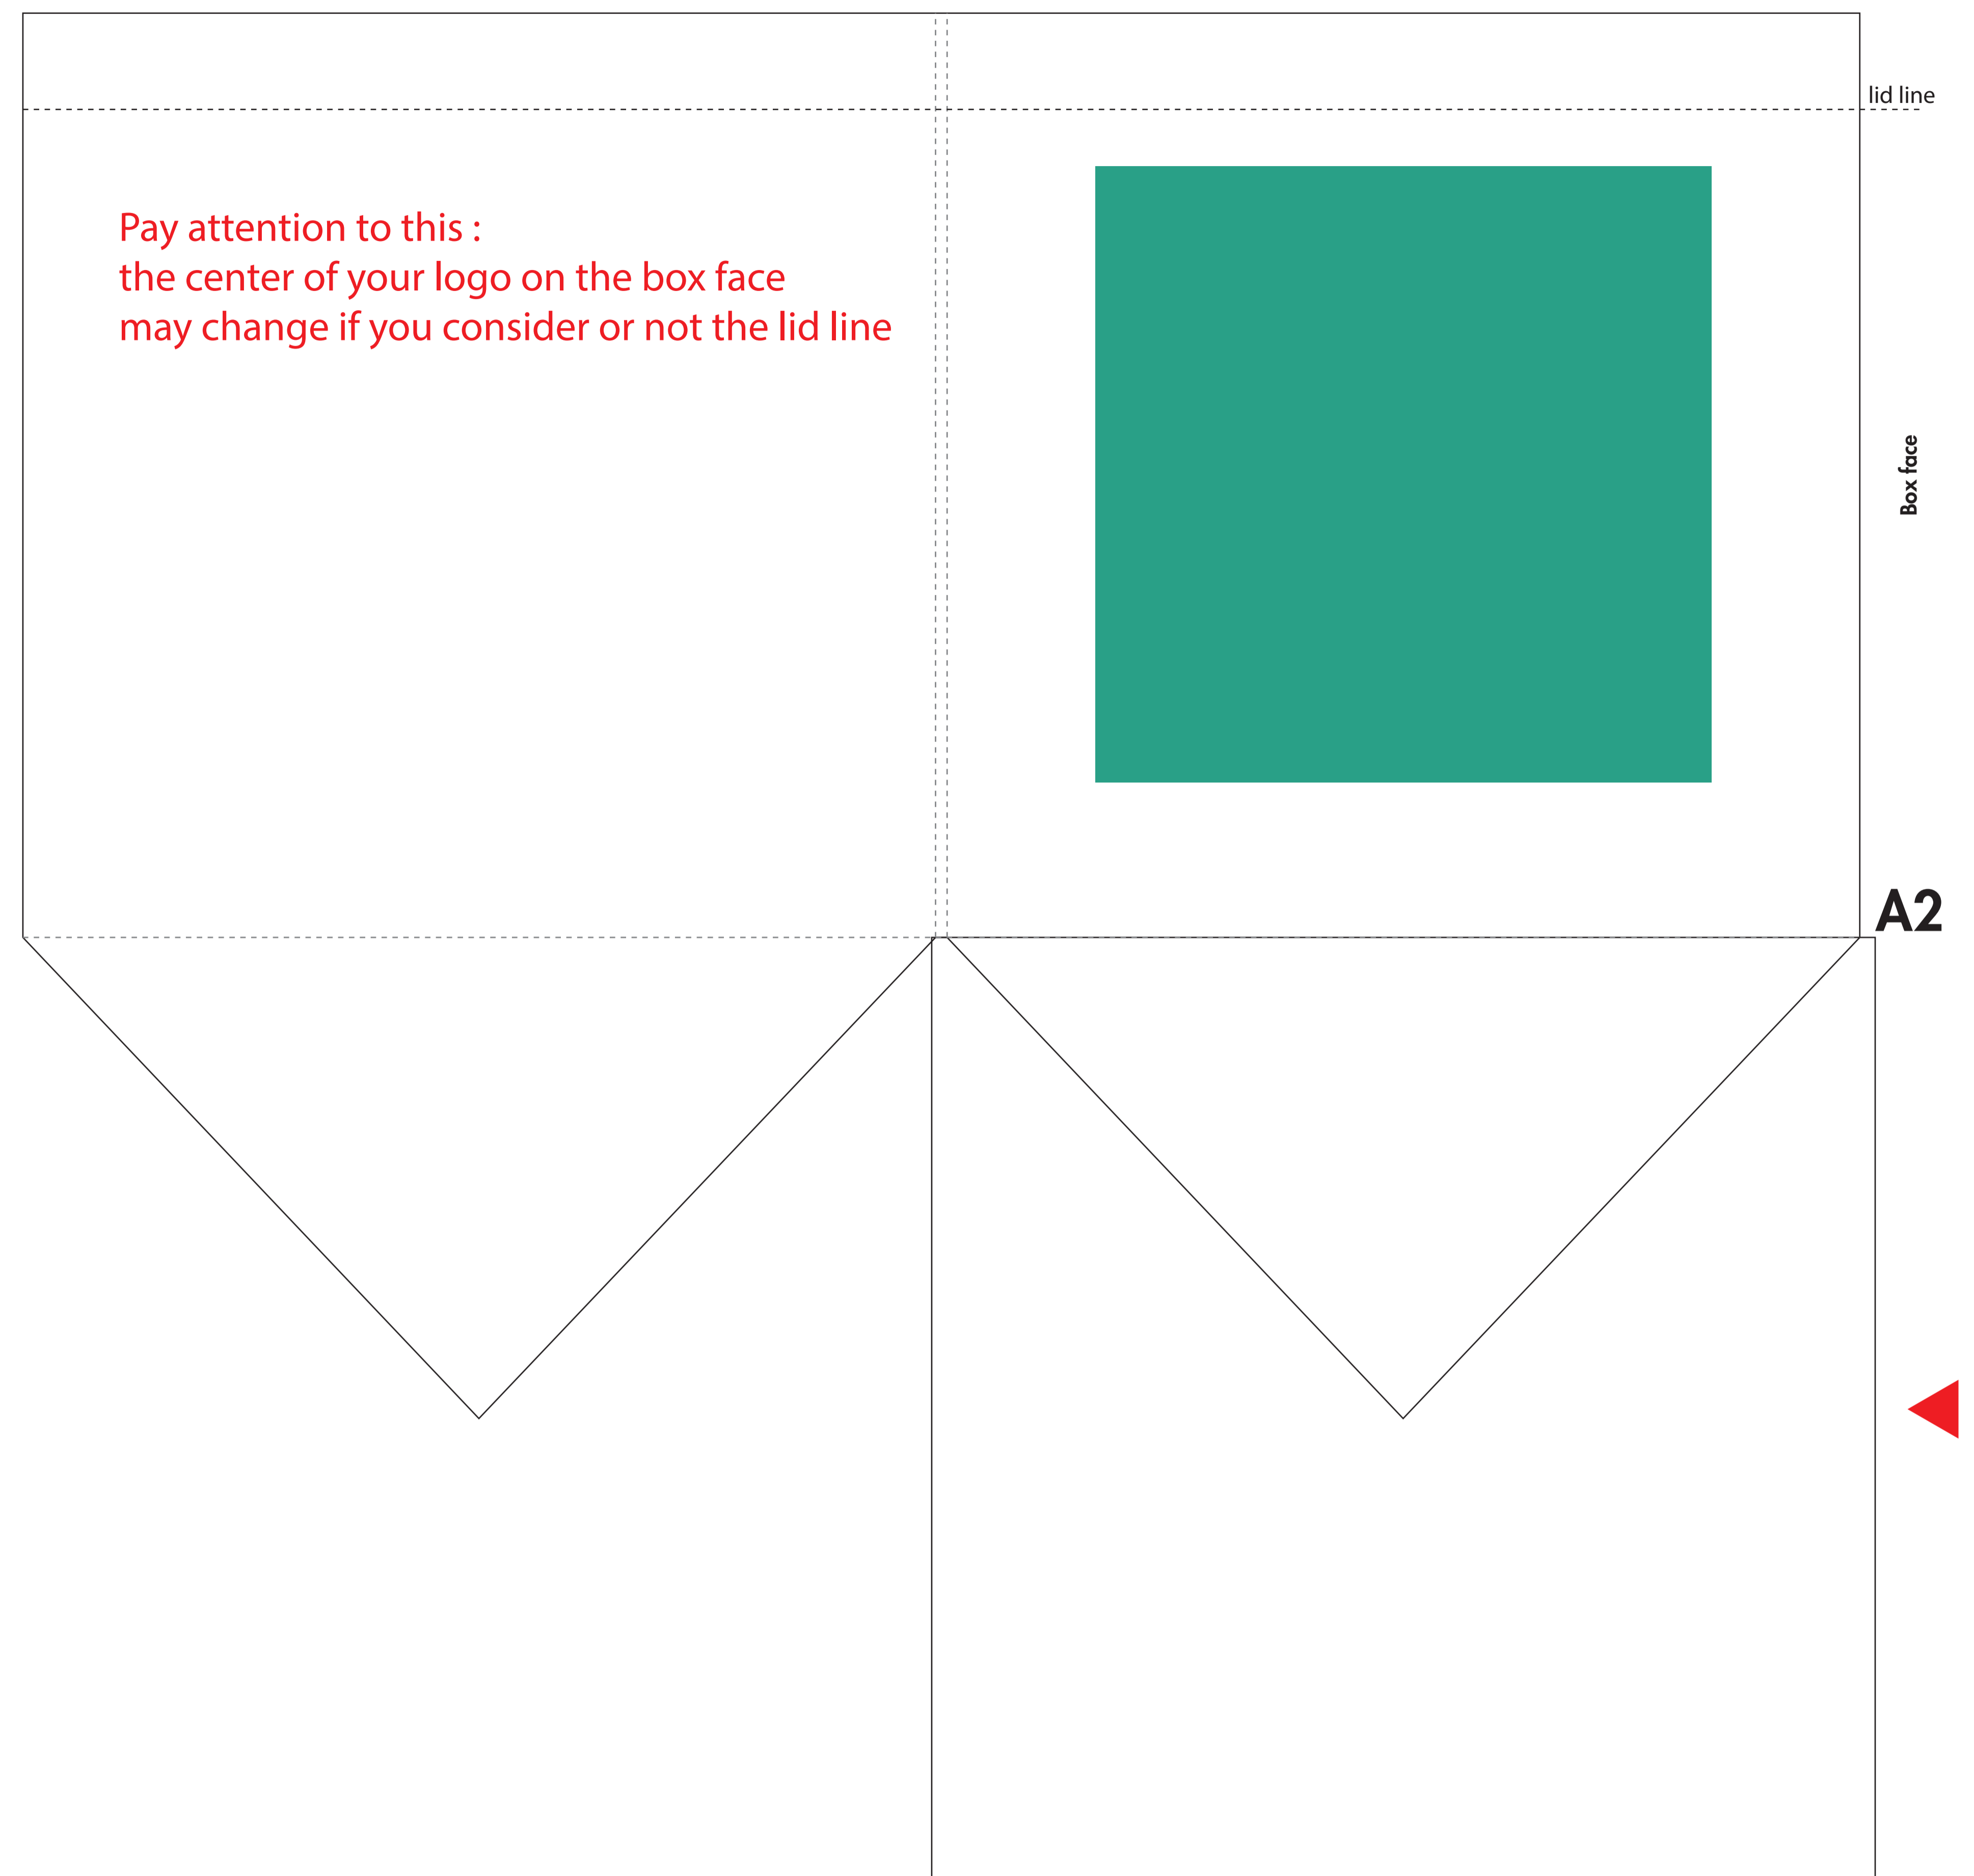 lid line
Pay attention to this :
the center of your logo on the box face
may change if you consider or not the lid line
Box face
A2